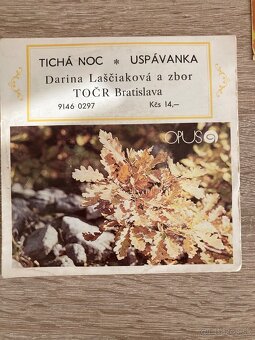 TICHÁ NOC * USPÁVANKA
Darina Laščiaková a zbor
TOČR Bratislava
9146 0297 Kčs 14,—
OPUS